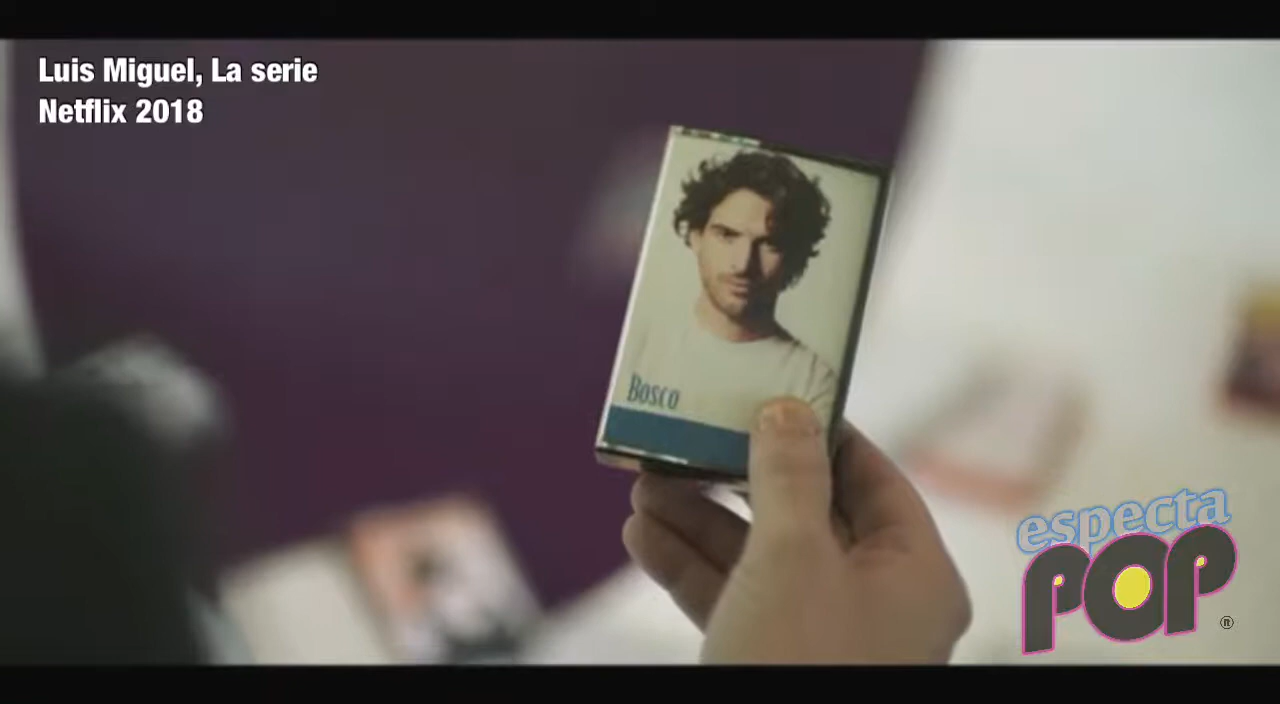 Luis Miguel, La serie
Netflix 2018
Bosco
especta
POP
®